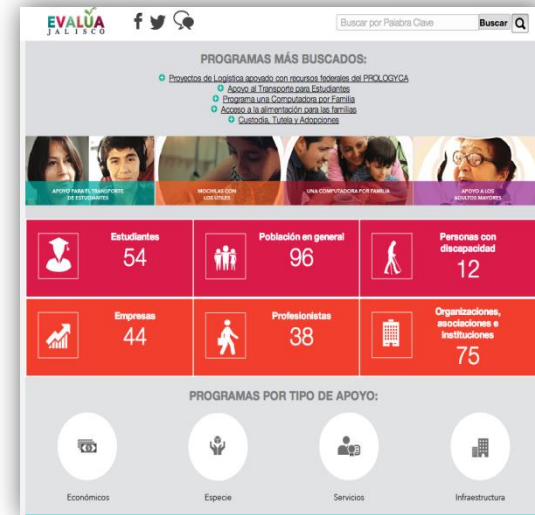 EVALÚA
JALISCO
Buscar por Palabra Clave
Buscar
PROGRAMAS MÁS BUSCADOS:
Proyectos de Logística apoyado con recursos federales del PROLOGYCA
Apoyo al Transporte para Estudiantes
Programa una Computadora por Familia
Acceso a la alimentación para las familias
Custodia, Tutela y Adopciones
APOYO PARA EL TRANSPORTE
DE ESTUDIANTES
MOCHILAS CON
LOS ÚTILES
UNA COMPUTADORA POR FAMILIA
APOYO A LOS
ADULTOS MAYORES
Estudiantes
54
Población en general
96
Personas con
discapacidad
12
Empresas
44
Profesionistas
38
Organizaciones,
asociaciones e
instituciones
75
PROGRAMAS POR TIPO DE APOYO:
Económicos
Especie
Servicios
Infraestructura